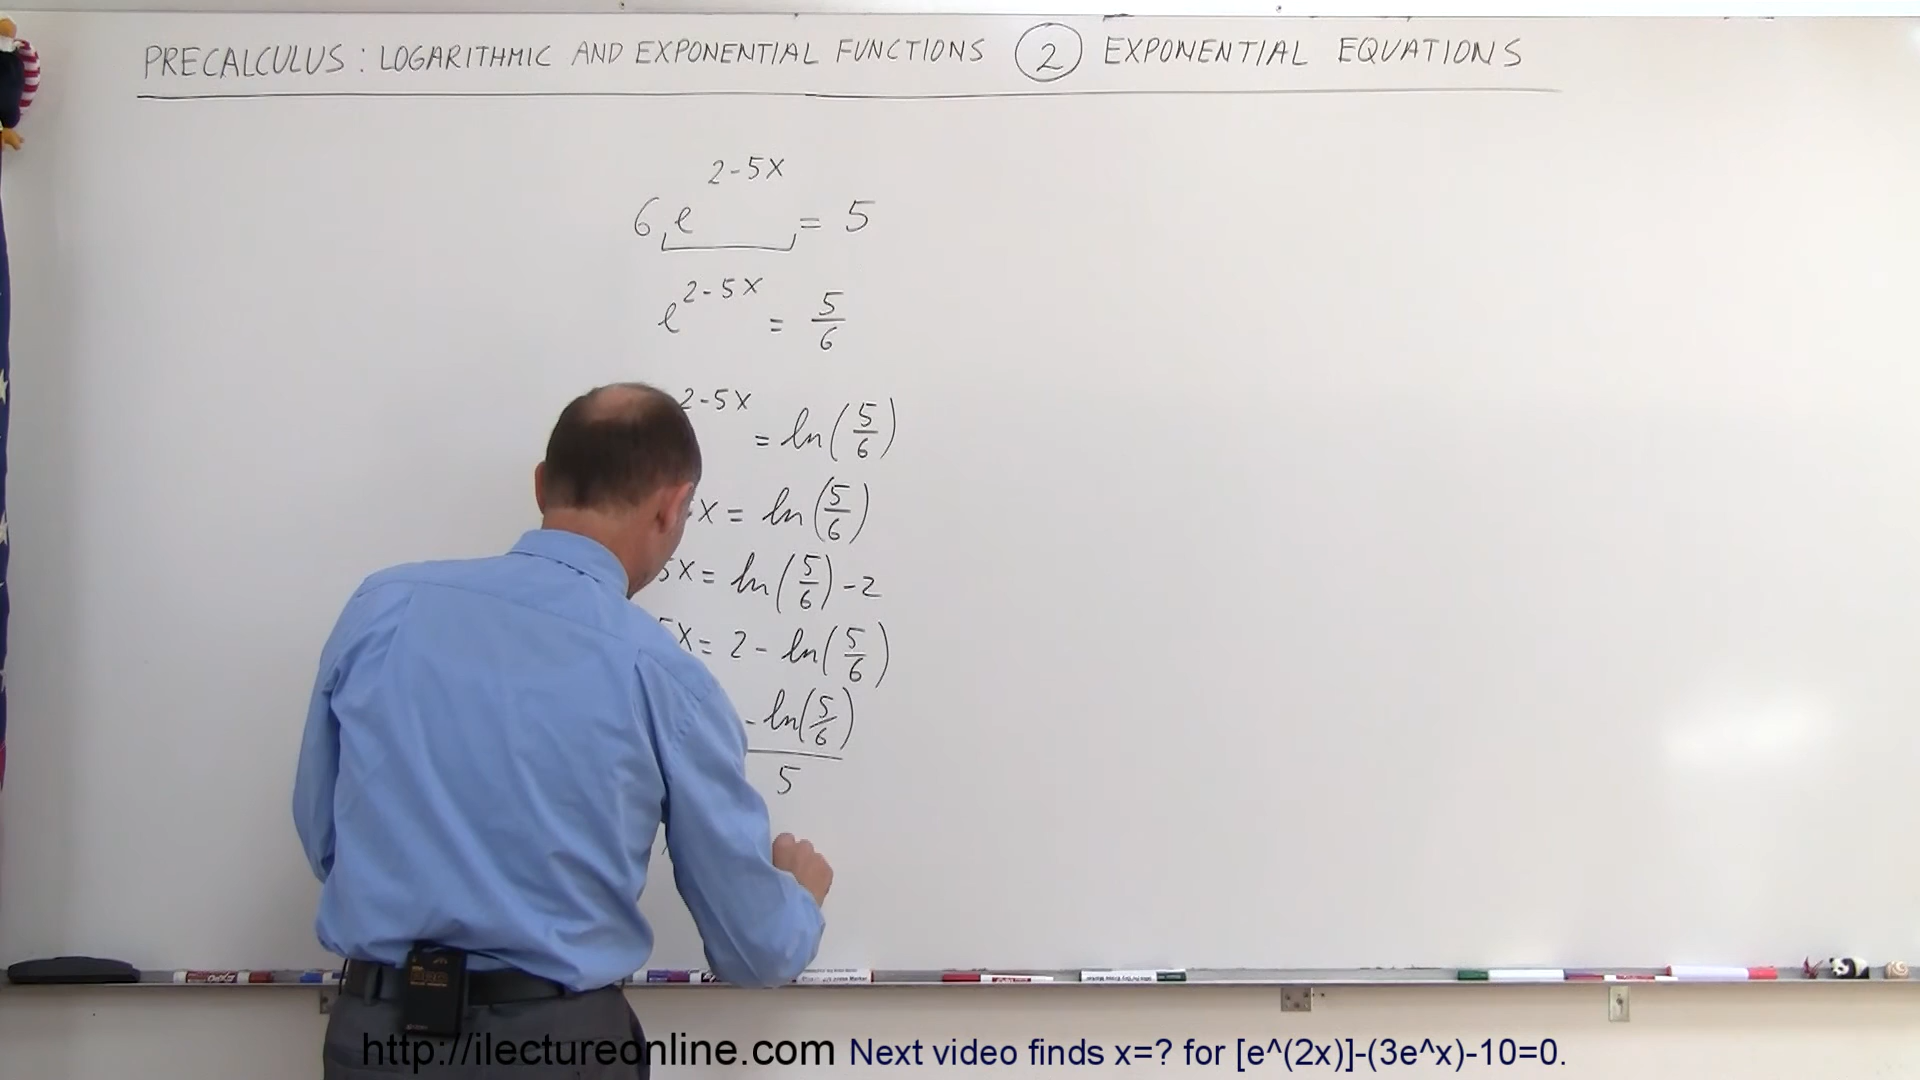 PRECALCULUS: LOGARITHMIC AND EXPONENTIAL FUNCTIONS (2) EXPONENTIAL EQUATIONS
6 e^(2-5X) = 5
e^(2-5X) = 5/6
2-5X = ln(5/6)
X = ln(5/6)
5X = ln(5/6) - 2
5X = 2 - ln(5/6)
- ln(5/6)
5
http://ilectureonline.com Next video finds x=? for [e^(2x)]-(3e^x)-10=0.